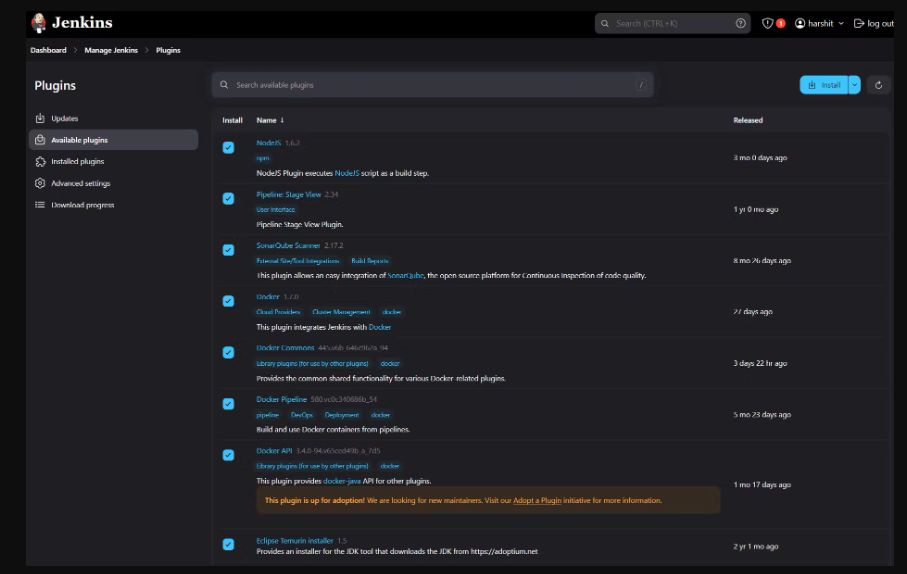 Jenkins
Search (CTRL+K)
1
harshit
log out
Dashboard > Manage Jenkins > Plugins
Plugins
Search available plugins
/
Install
Updates
Available plugins
Installed plugins
Advanced settings
Download progress
Install Name ↓ Released
NodeJS 1.6.2
npm
NodeJS Plugin executes NodeJS script as a build step.
3 mo 0 days ago
Pipeline: Stage View 2.34
User Interface
Pipeline Stage View Plugin.
1 yr 0 mo ago
SonarQube Scanner 2.17.2
External Site/Tool Integrations Build Reports
This plugin allows an easy integration of SonarQube, the open source platform for Continuous Inspection of code quality.
8 mo 26 days ago
Docker 1.7.0
Cloud Providers Cluster Management docker
This plugin integrates Jenkins with Docker
27 days ago
Docker Commons
Library plugins (for use by other plugins) docker
Provides the common shared functionality for various Docker-related plugins.
3 days 22 hr ago
Docker Pipeline
pipeline DevOps Deployment docker
Build and use Docker containers from pipelines.
5 mo 23 days ago
Docker API
Library plugins (for use by other plugins) docker
This plugin provides docker-java API for other plugins.
This plugin is up for adoption! We are looking for new maintainers. Visit our Adopt a Plugin initiative for more information.
1 mo 17 days ago
Eclipse Temurin installer 1.5
Provides an installer for the JDK tool that downloads the JDK from https://adoptium.net
2 yr 1 mo ago